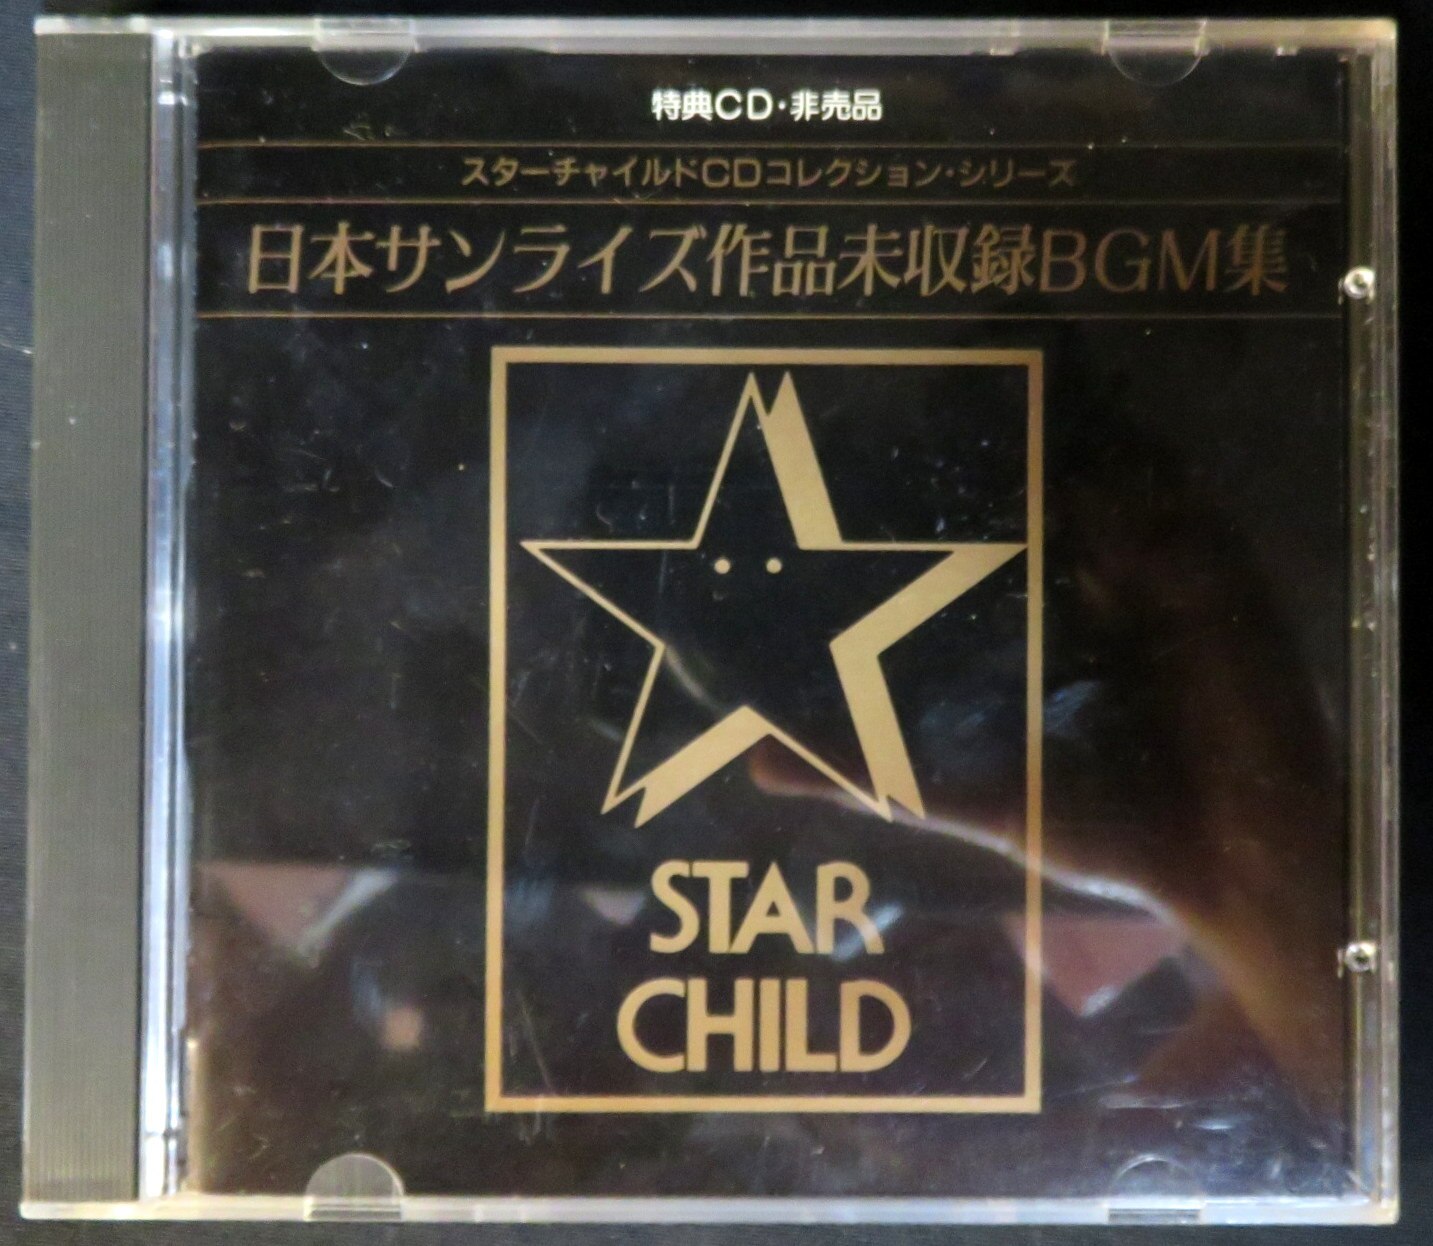 特典CD・非売品
スターチャイルドCDコレクション・シリーズ
日本サンライズ作品未収録BGM集
STAR
CHILD